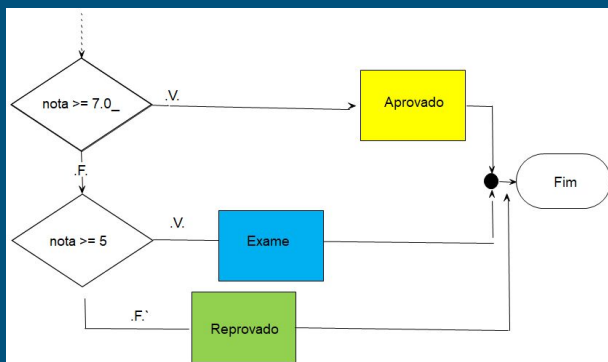 nota >= 7.0_
.V.
Aprovado
.F.
Fim
nota >= 5
.V.
Exame
.F.`
Reprovado